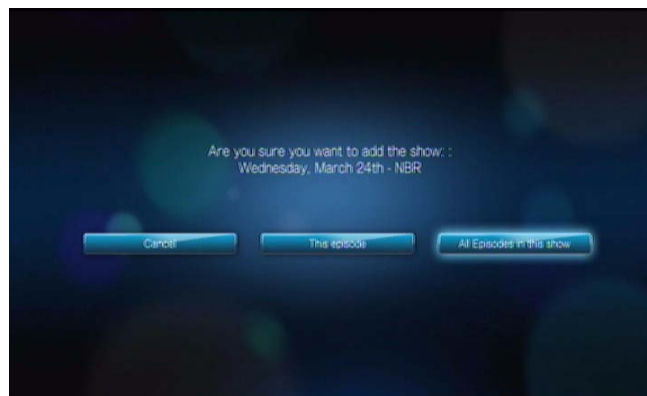 Are you sure you want to add the show: :
Wednesday, March 24th - NBR
Cancel
This episode
All Episodes in this show